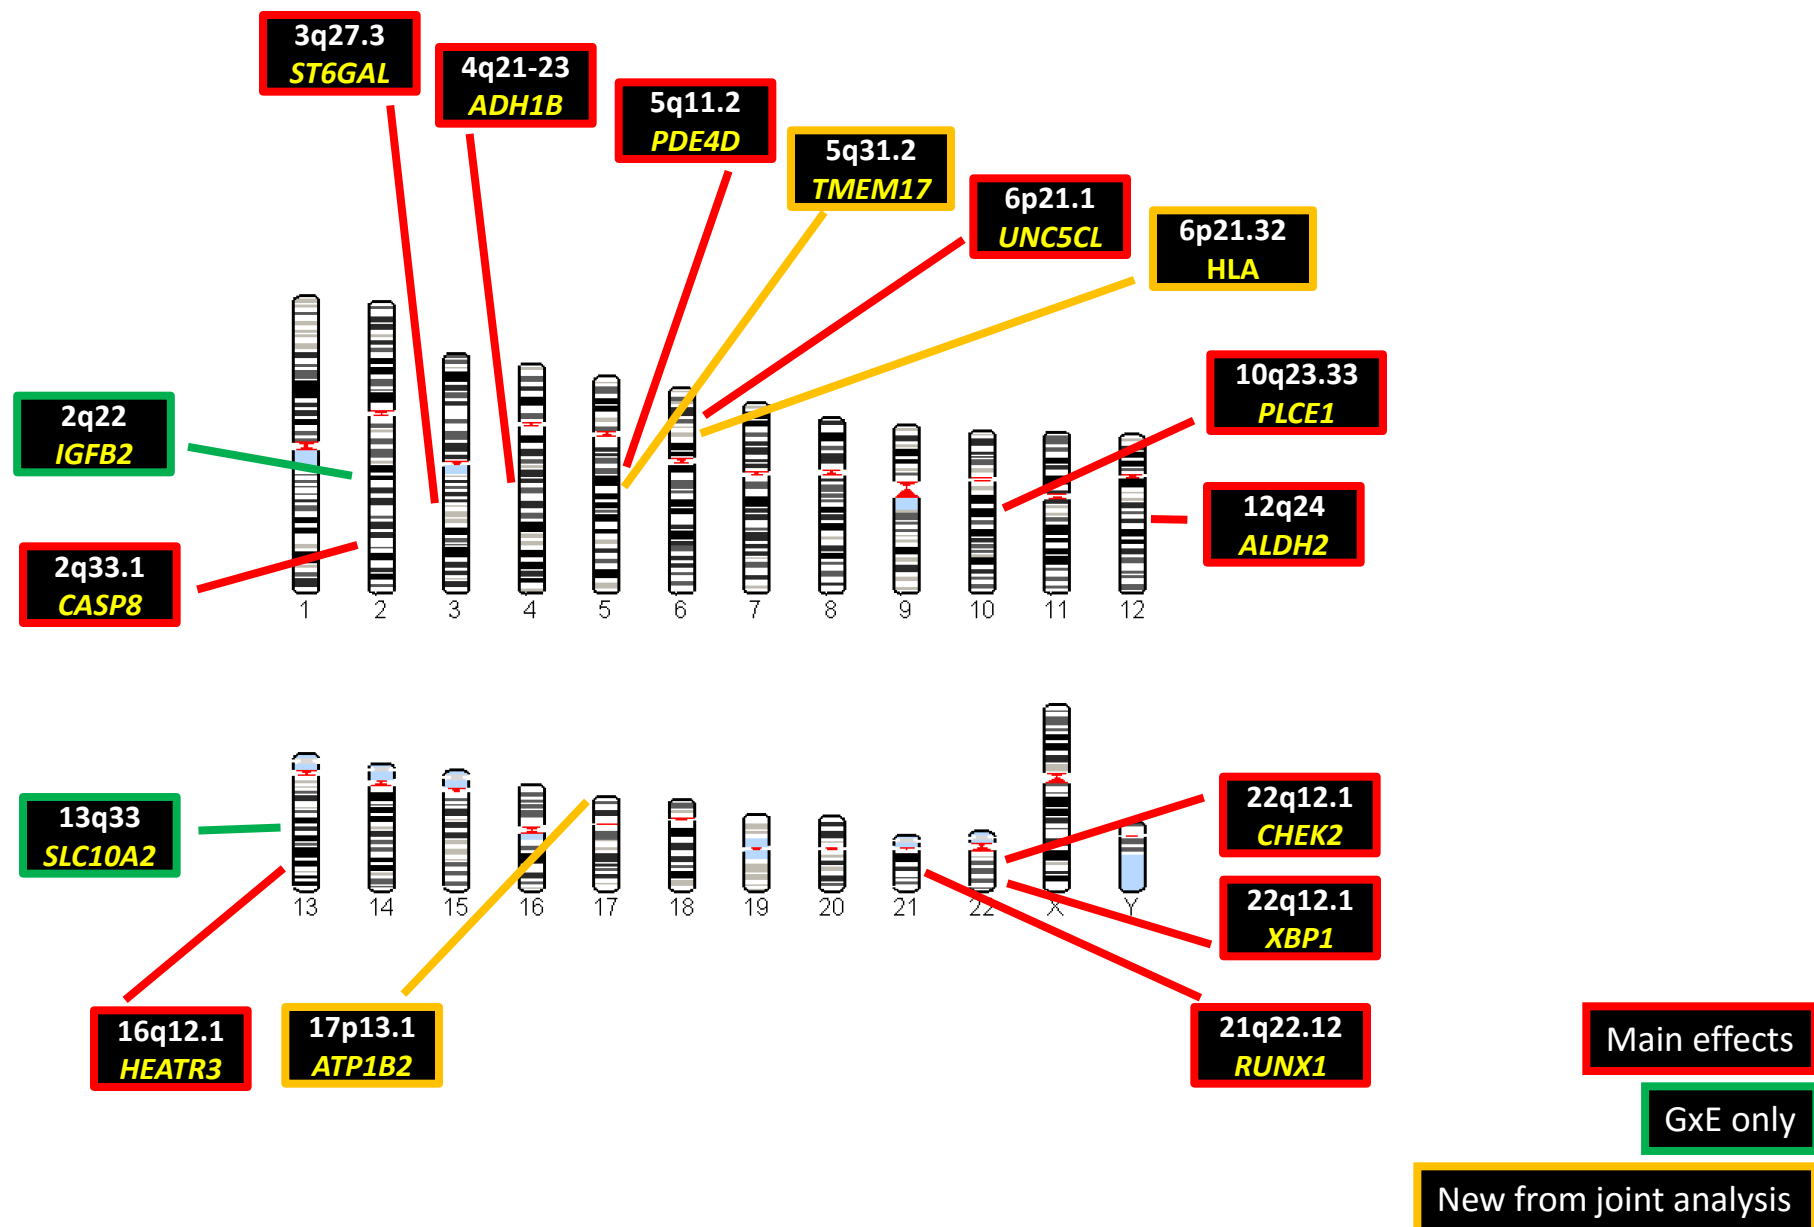 3q27.3
ST6GAL
4q21-23
ADH1B
5q11.2
PDE4D
5q31.2
TMEM17
6p21.1
UNC5CL
6p21.32
HLA
2q22
IGFB2
10q23.33
PLCE1
12q24
ALDH2
2q33.1
CASP8
1 2 3 4 5 6 7 8 9 10 11 12
13q33
SLC10A2
22q12.1
CHEK2
22q12.1
XBP1
13 14 15 16 17 18 19 20 21 22 X Y
16q12.1
HEATR3
17p13.1
ATP1B2
21q22.12
RUNX1
Main effects
GxE only
New from joint analysis